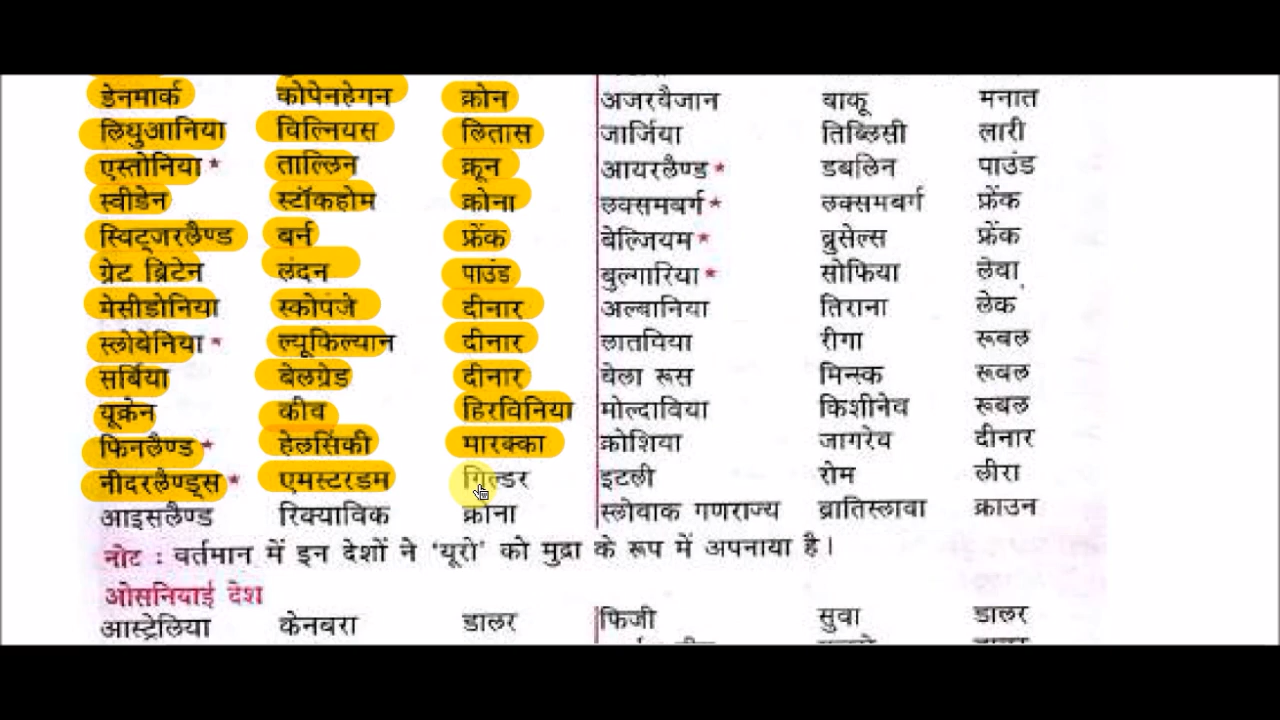 डेनमार्क कोपेनहेगन क्रोन अजरवैजान वाकू मनात
लिथुआनिया विल्नियस लितास जार्जिया तिब्लिसी लारी
एस्तोनिया * ताल्लिन क्रून आयरलैण्ड * डबलिन पाउंड
स्वीडेन स्टॉकहोम क्रोना लक्समबर्ग * लक्समबर्ग फ्रेंक
स्विट्जरलैण्ड बर्न फ्रेंक बेल्जियम * ब्रुसेल्स फ्रेंक
ग्रेट ब्रिटेन लंदन पाउंड बुल्गारिया * सोफिया लेवा
मेसीडोनिया स्कोपजे दीनार अल्बानिया तिराना लेक
स्लोबेनिया * ल्यूफिल्यान दीनार लातविया रीगा रूबल
सर्बिया बेलग्रेड दीनार वेला रूस मिन्स्क रूबल
यूक्रेन कीव हिरविनिया मोल्दाविया किशीनेव रूबल
फिनलैण्ड * हेलसिंकी मारक्का क्रोशिया जागरेव दीनार
नीदरलैण्ड्स * एमस्टरडम गिल्डर इटली रोम लीरा
आइसलैण्ड रिक्याविक क्रोना स्लोवाक गणराज्य ब्रातिस्लावा क्राउन
नोट : वर्तमान में इन देशों ने ‘यूरो’ को मुद्रा के रूप में अपनाया है।
ओसनियाई देश
आस्ट्रेलिया केनबरा डालर फिजी सुवा डालर